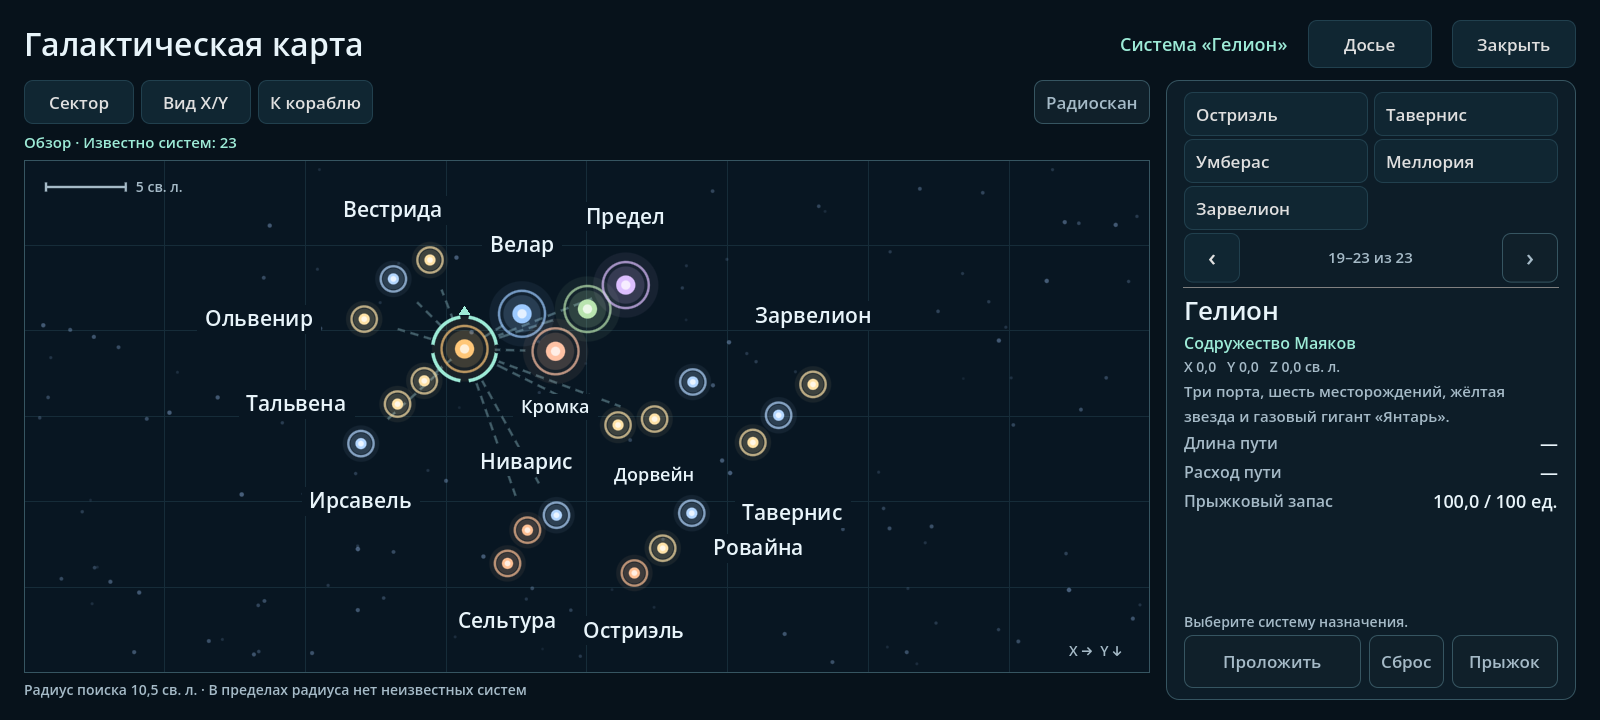 Галактическая карта
Система «Гелион»
Досье
Закрыть
Сектор
Вид X/Y
К кораблю
Радиоскан
Обзор · Известно систем: 23
5 св. л.
Вестрида
Предел
Велар
Ольвенир
Зарвелион
Тальвена
Кромка
Ниварис
Дорвейн
Ирсавель
Тавернис
Ровайна
Сельтура
Остриэль
X → Y ↓
Радиус поиска 10,5 св. л. · В пределах радиуса нет неизвестных систем
Остриэль
Тавернис
Умберас
Меллория
Зарвелион
‹
19–23 из 23
›
Гелион
Содружество Маяков
X 0,0 Y 0,0 Z 0,0 св. л.
Три порта, шесть месторождений, жёлтая
звезда и газовый гигант «Янтарь».
Длина пути —
Расход пути —
Прыжковый запас 100,0 / 100 ед.
Выберите систему назначения.
Проложить
Сброс
Прыжок